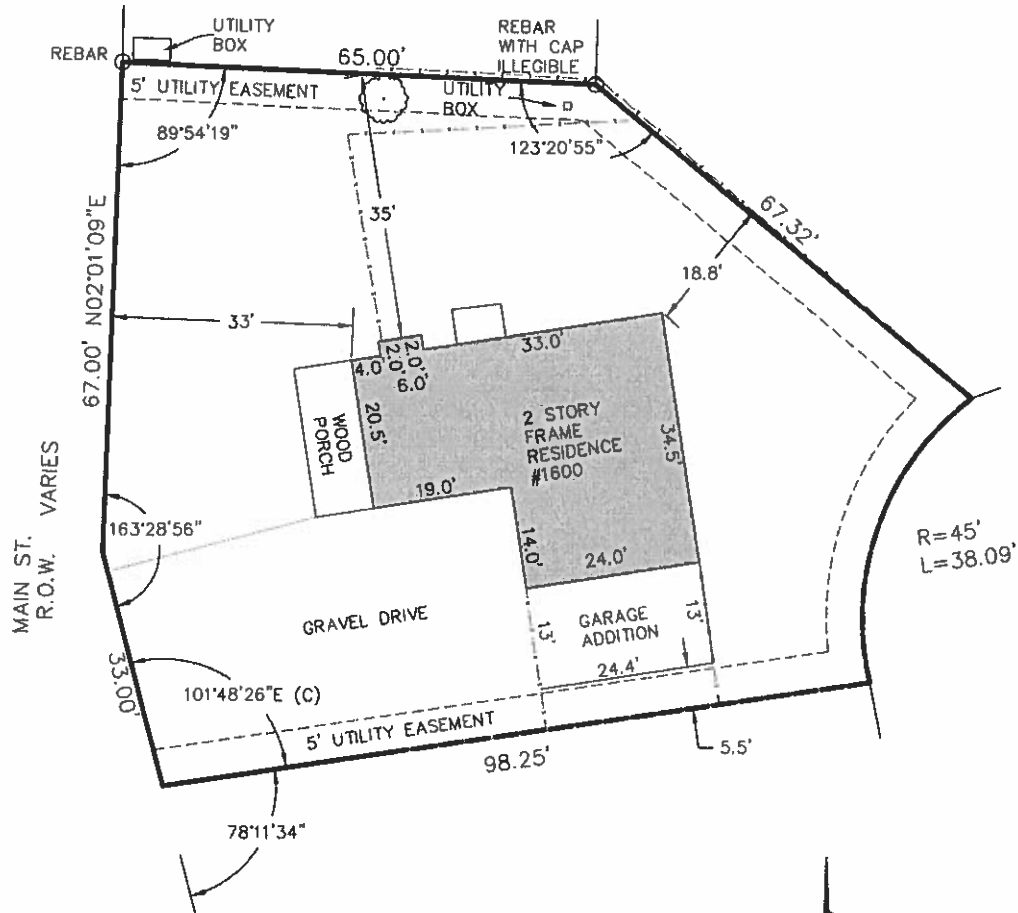 UTILITY
BOX
REBAR
65.00'
REBAR
WITH CAP
ILLEGIBLE
5' UTILITY EASEMENT
UTILITY
BOX
89°54'19"
123°20'55"
35'
67.32'
18.8'
67.00' N02°01'09"E
33'
2.0'
2.0'
4.0'
6.0'
33.0'
WOOD
PORCH
20.5'
2 STORY
FRAME
RESIDENCE
#1600
34.5'
19.0'
MAIN ST. VARIES
R.O.W.
163°28'56"
14.0'
24.0'
R=45'
L=38.09'
GRAVEL DRIVE
13'
GARAGE
ADDITION
13'
24.4'
33.00'
101°48'26"E (C)
5' UTILITY EASEMENT
5.5'
98.25'
78°11'34"